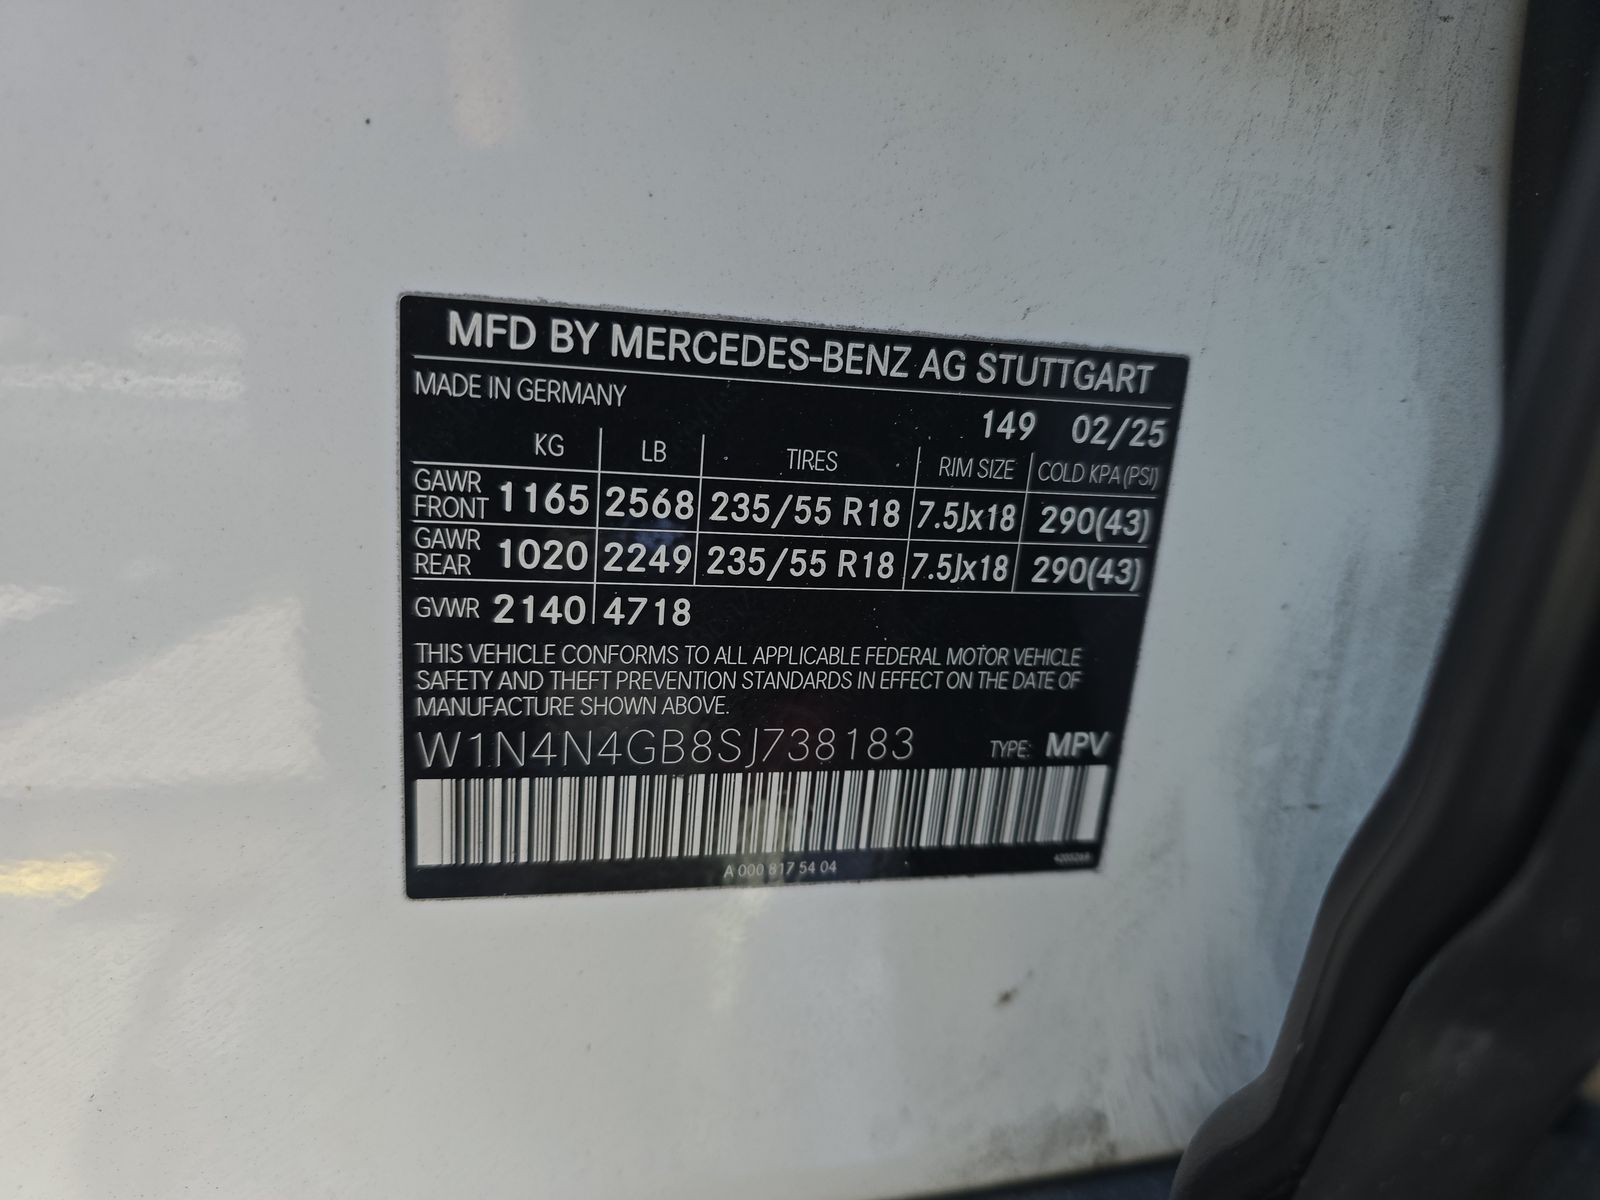 MFD BY MERCEDES-BENZ AG STUTTGART
MADE IN GERMANY
149 02/25
KG LB TIRES RIM SIZE COLD KPA (PSI)
GAWR FRONT 1165 2568 235/55 R18 7.5Jx18 290(43)
GAWR REAR 1020 2249 235/55 R18 7.5Jx18 290(43)
GVWR 2140 4718
THIS VEHICLE CONFORMS TO ALL APPLICABLE FEDERAL MOTOR VEHICLE
SAFETY AND THEFT PREVENTION STANDARDS IN EFFECT ON THE DATE OF
MANUFACTURE SHOWN ABOVE.
W1N4N4GB8SJ738183 TYPE: MPV
A 000 817 54 04